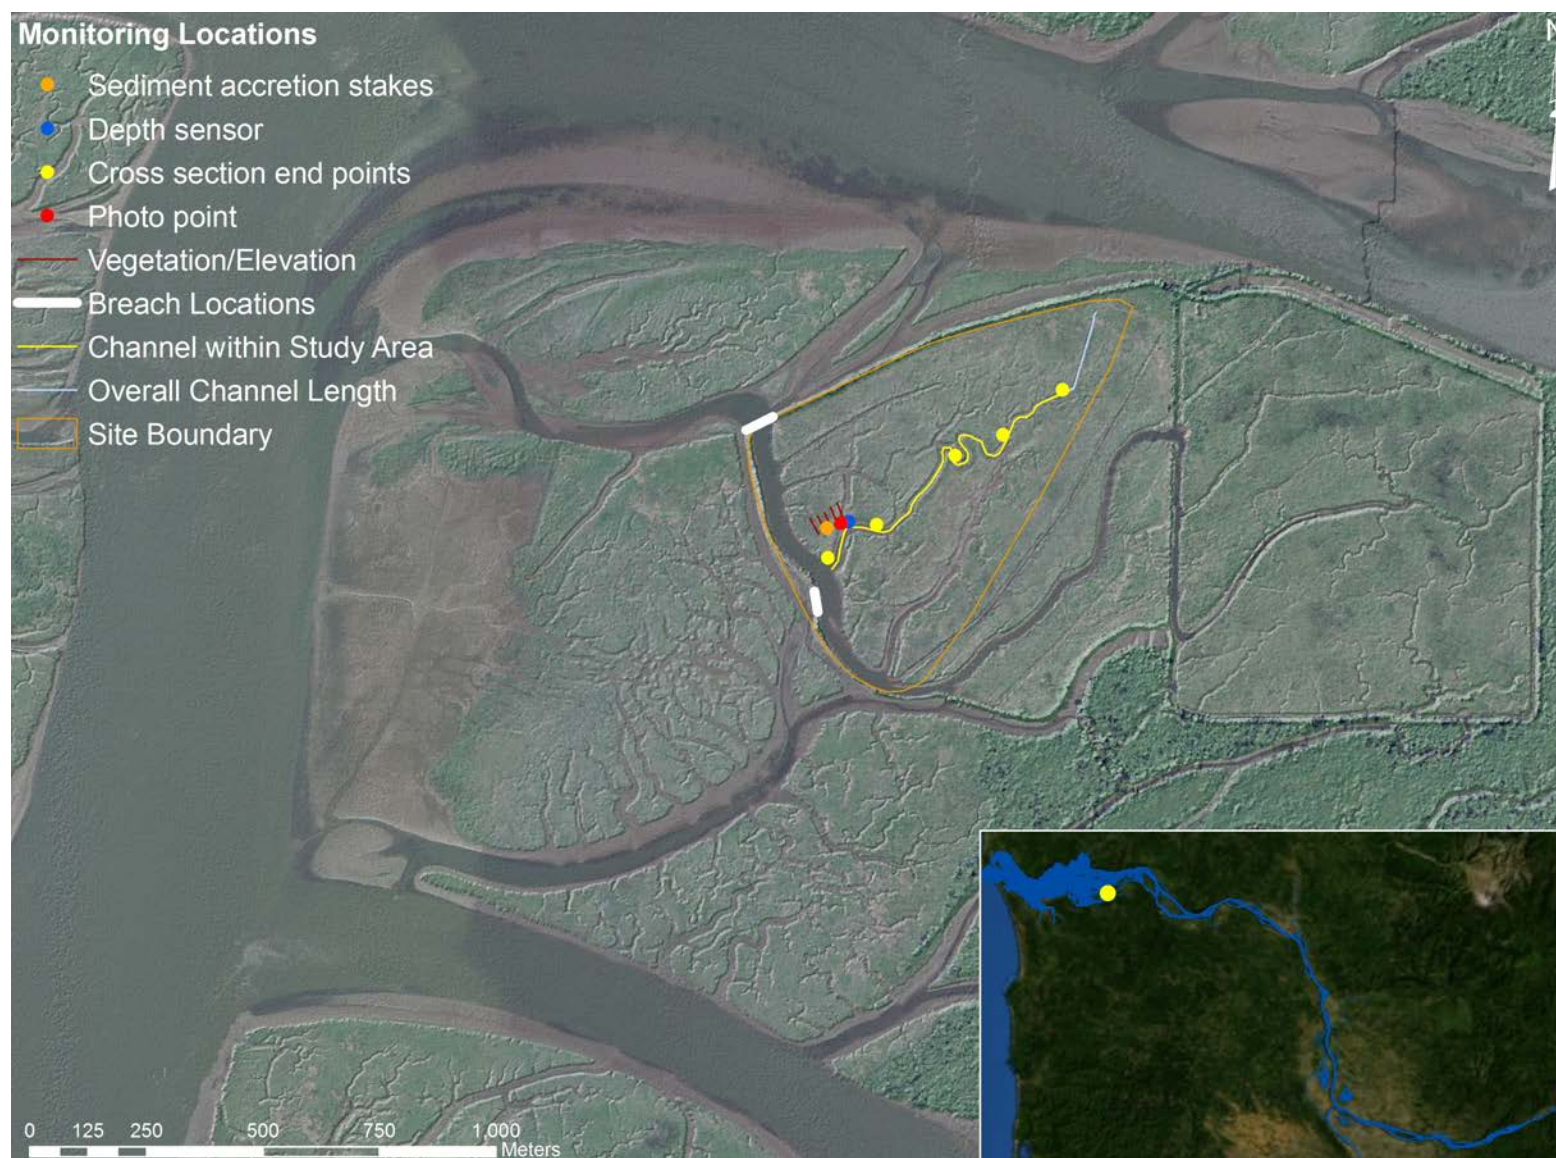 Monitoring Locations
Sediment accretion stakes
Depth sensor
Cross section end points
Photo point
Vegetation/Elevation
Breach Locations
Channel within Study Area
Overall Channel Length
Site Boundary
0 125 250 500 750 1,000
Meters